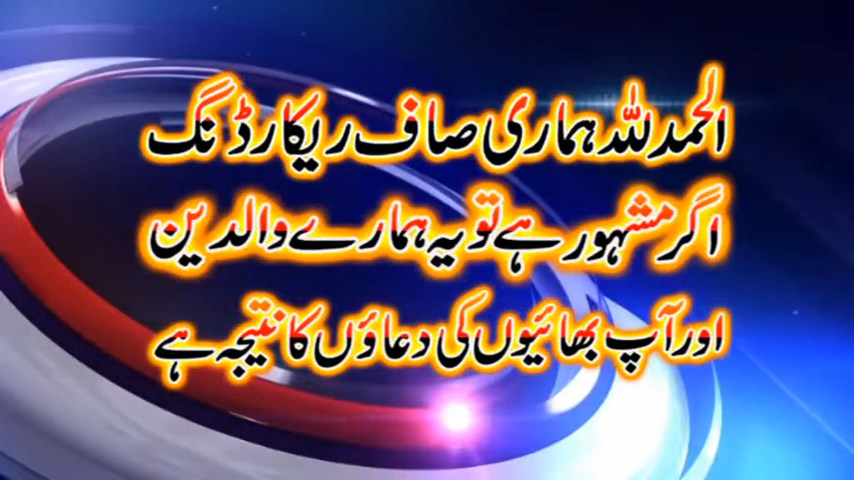 الحمدللہ ہماری صاف ریکارڈنگ
اگر مشہور ہے تو یہ ہمارے والدین
اور آپ بھائیوں کی دعاؤں کا نتیجہ ہے